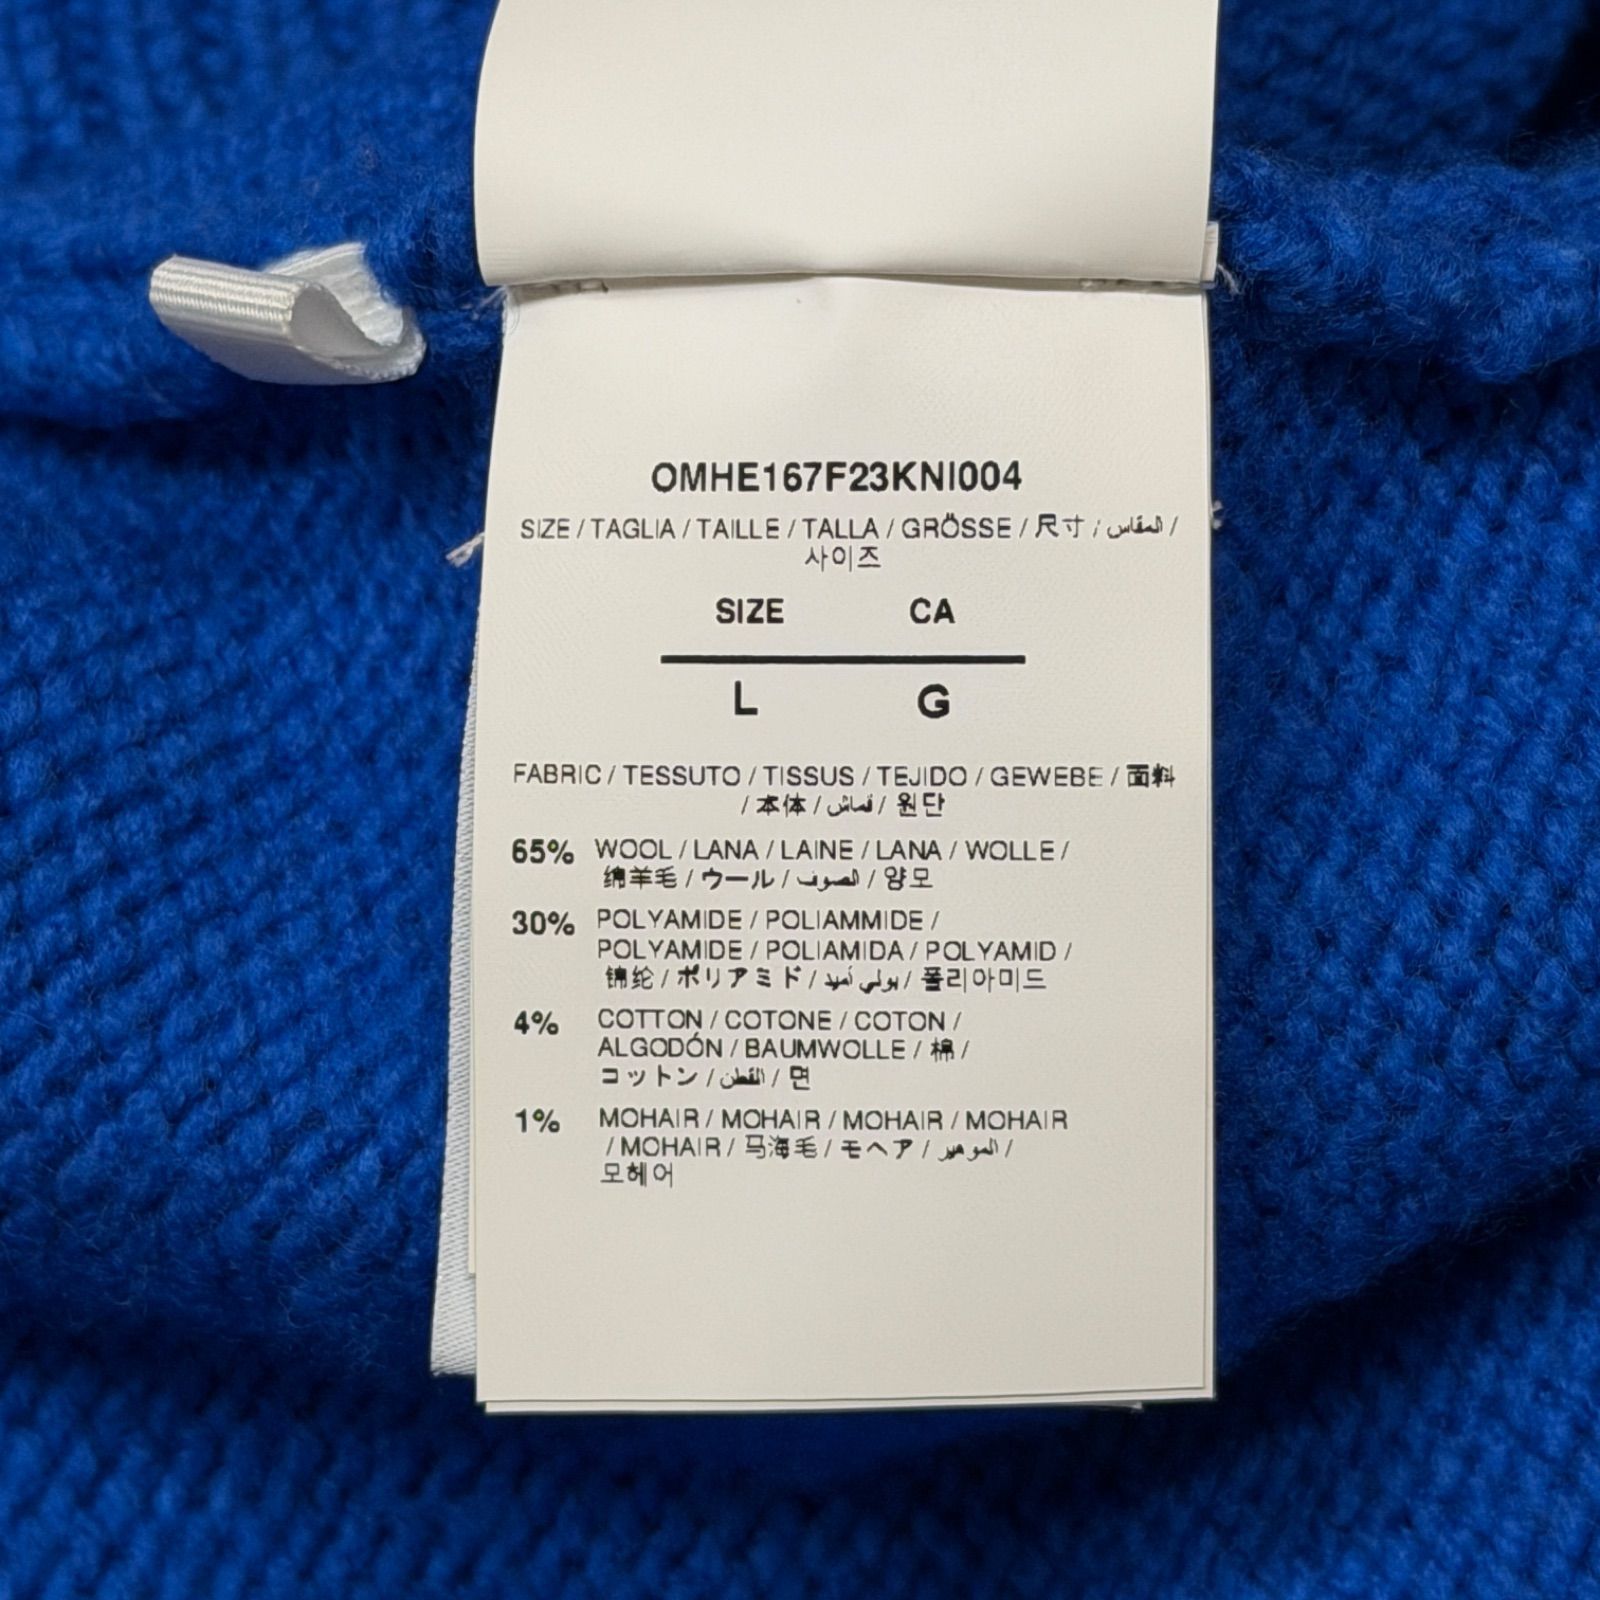 OMHE167F23KNI004
SIZE / TAGLIA / TAILLE / TALLA / GRÖSSE / 尺寸 / المقاس /
사이즈
SIZE CA
L G
FABRIC / TESSUTO / TISSUS / TEJIDO / GEWEBE / 面料
/ 本体 / قماش / 원단
65% WOOL / LANA / LAINE / LANA / WOLLE /
绵羊毛 / ウール / الصوف / 양모
30% POLYAMIDE / POLIAMMIDE /
POLYAMIDE / POLIAMIDA / POLYAMID /
锦纶 / ポリアミド / بولي أميد / 폴리아미드
4% COTTON / COTONE / COTON /
ALGODÓN / BAUMWOLLE / 棉 /
コットン / القطن / 면
1% MOHAIR / MOHAIR / MOHAIR / MOHAIR
/ MOHAIR / 马海毛 / モヘア / الموهير /
모헤어